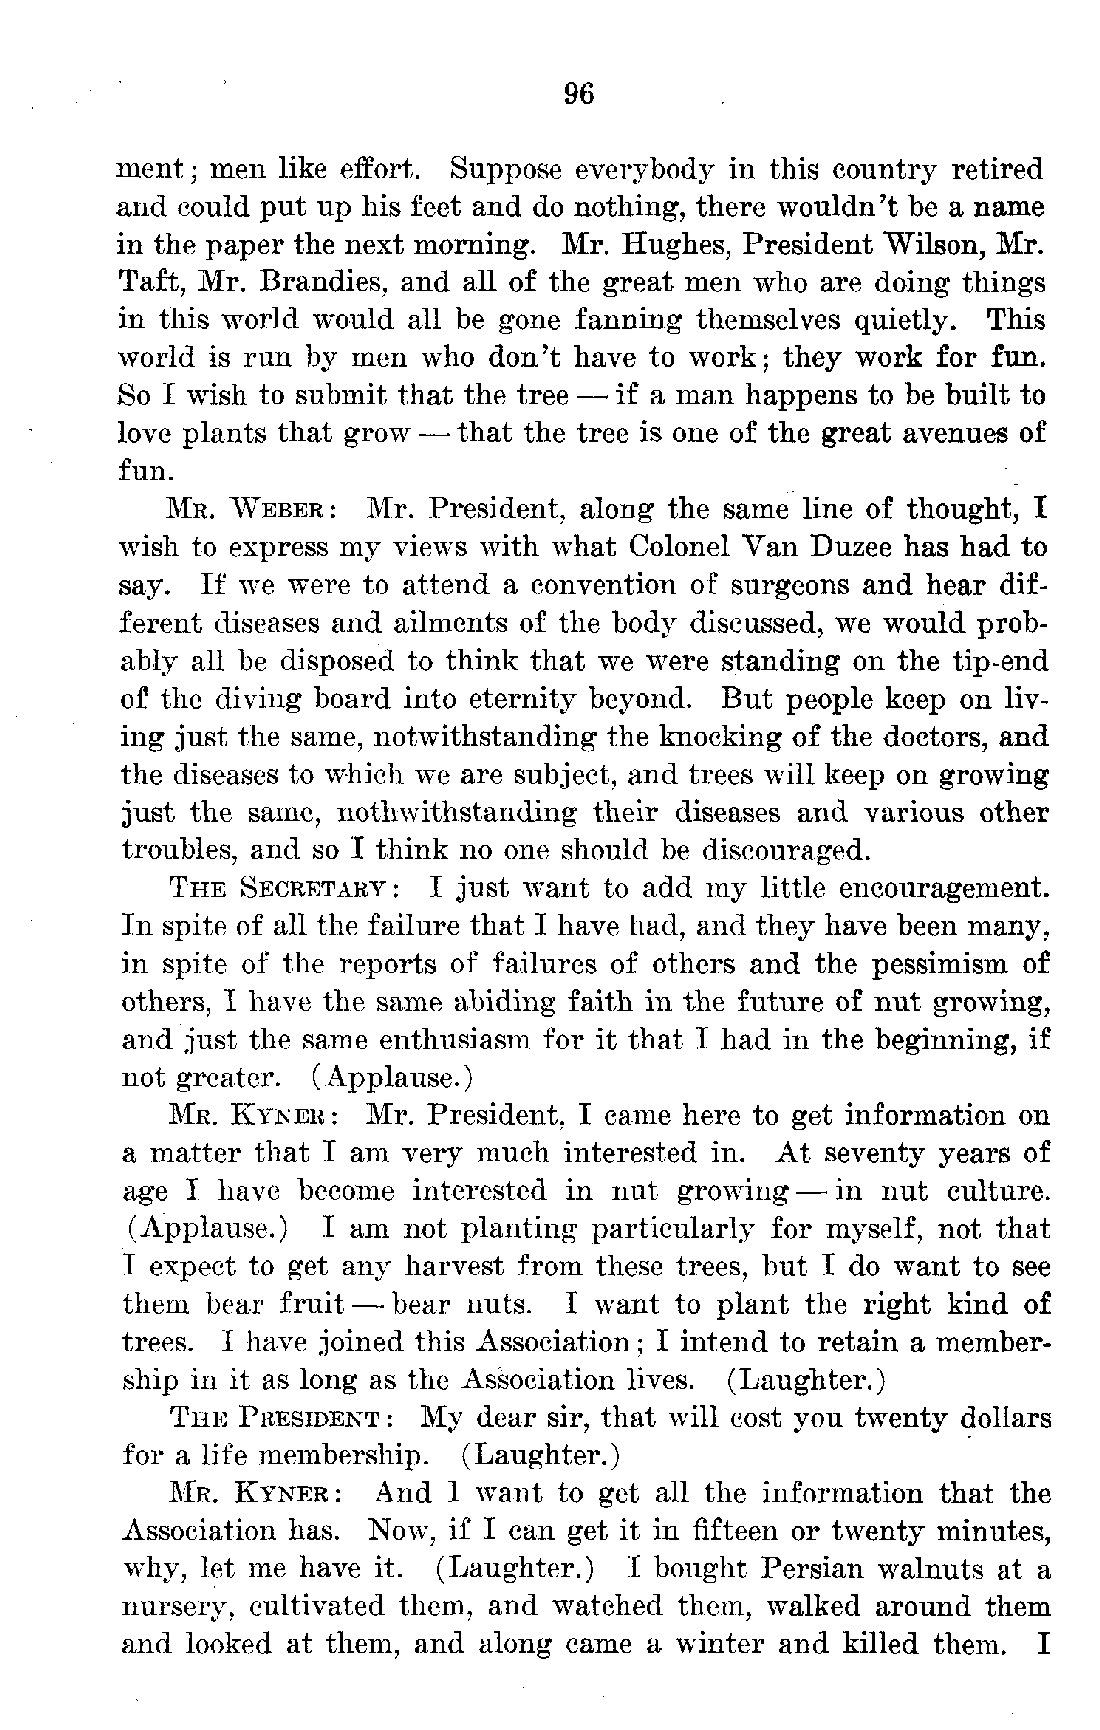 96
ment; men like effort. Suppose everybody in this country retired
and could put up his feet and do nothing, there wouldn't be a name
in the paper the next morning. Mr. Hughes, President Wilson, Mr.
Taft, Mr. Brandies, and all of the great men who are doing things
in this world would all be gone fanning themselves quietly. This
world is run by men who don't have to work; they work for fun.
So I wish to submit that the tree — if a man happens to be built to
love plants that grow — that the tree is one of the great avenues of
fun.
MR. WEBER: Mr. President, along the same line of thought, I
wish to express my views with what Colonel Van Duzee has had to
say. If we were to attend a convention of surgeons and hear dif-
ferent diseases and ailments of the body discussed, we would prob-
ably all be disposed to think that we were standing on the tip-end
of the diving board into eternity beyond. But people keep on liv-
ing just the same, notwithstanding the knocking of the doctors, and
the diseases to which we are subject, and trees will keep on growing
just the same, nothwithstanding their diseases and various other
troubles, and so I think no one should be discouraged.
THE SECRETARY: I just want to add my little encouragement.
In spite of all the failure that I have had, and they have been many,
in spite of the reports of failures of others and the pessimism of
others, I have the same abiding faith in the future of nut growing,
and just the same enthusiasm for it that I had in the beginning, if
not greater. (Applause.)
MR. KYNER: Mr. President, I came here to get information on
a matter that I am very much interested in. At seventy years of
age I have become interested in nut growing — in nut culture.
(Applause.) I am not planting particularly for myself, not that
I expect to get any harvest from these trees, but I do want to see
them bear fruit — bear nuts. I want to plant the right kind of
trees. I have joined this Association; I intend to retain a member-
ship in it as long as the Association lives. (Laughter.)
THE PRESIDENT: My dear sir, that will cost you twenty dollars
for a life membership. (Laughter.)
MR. KYNER: And I want to get all the information that the
Association has. Now, if I can get it in fifteen or twenty minutes,
why, let me have it. (Laughter.) I bought Persian walnuts at a
nursery, cultivated them, and watched them, walked around them
and looked at them, and along came a winter and killed them. I